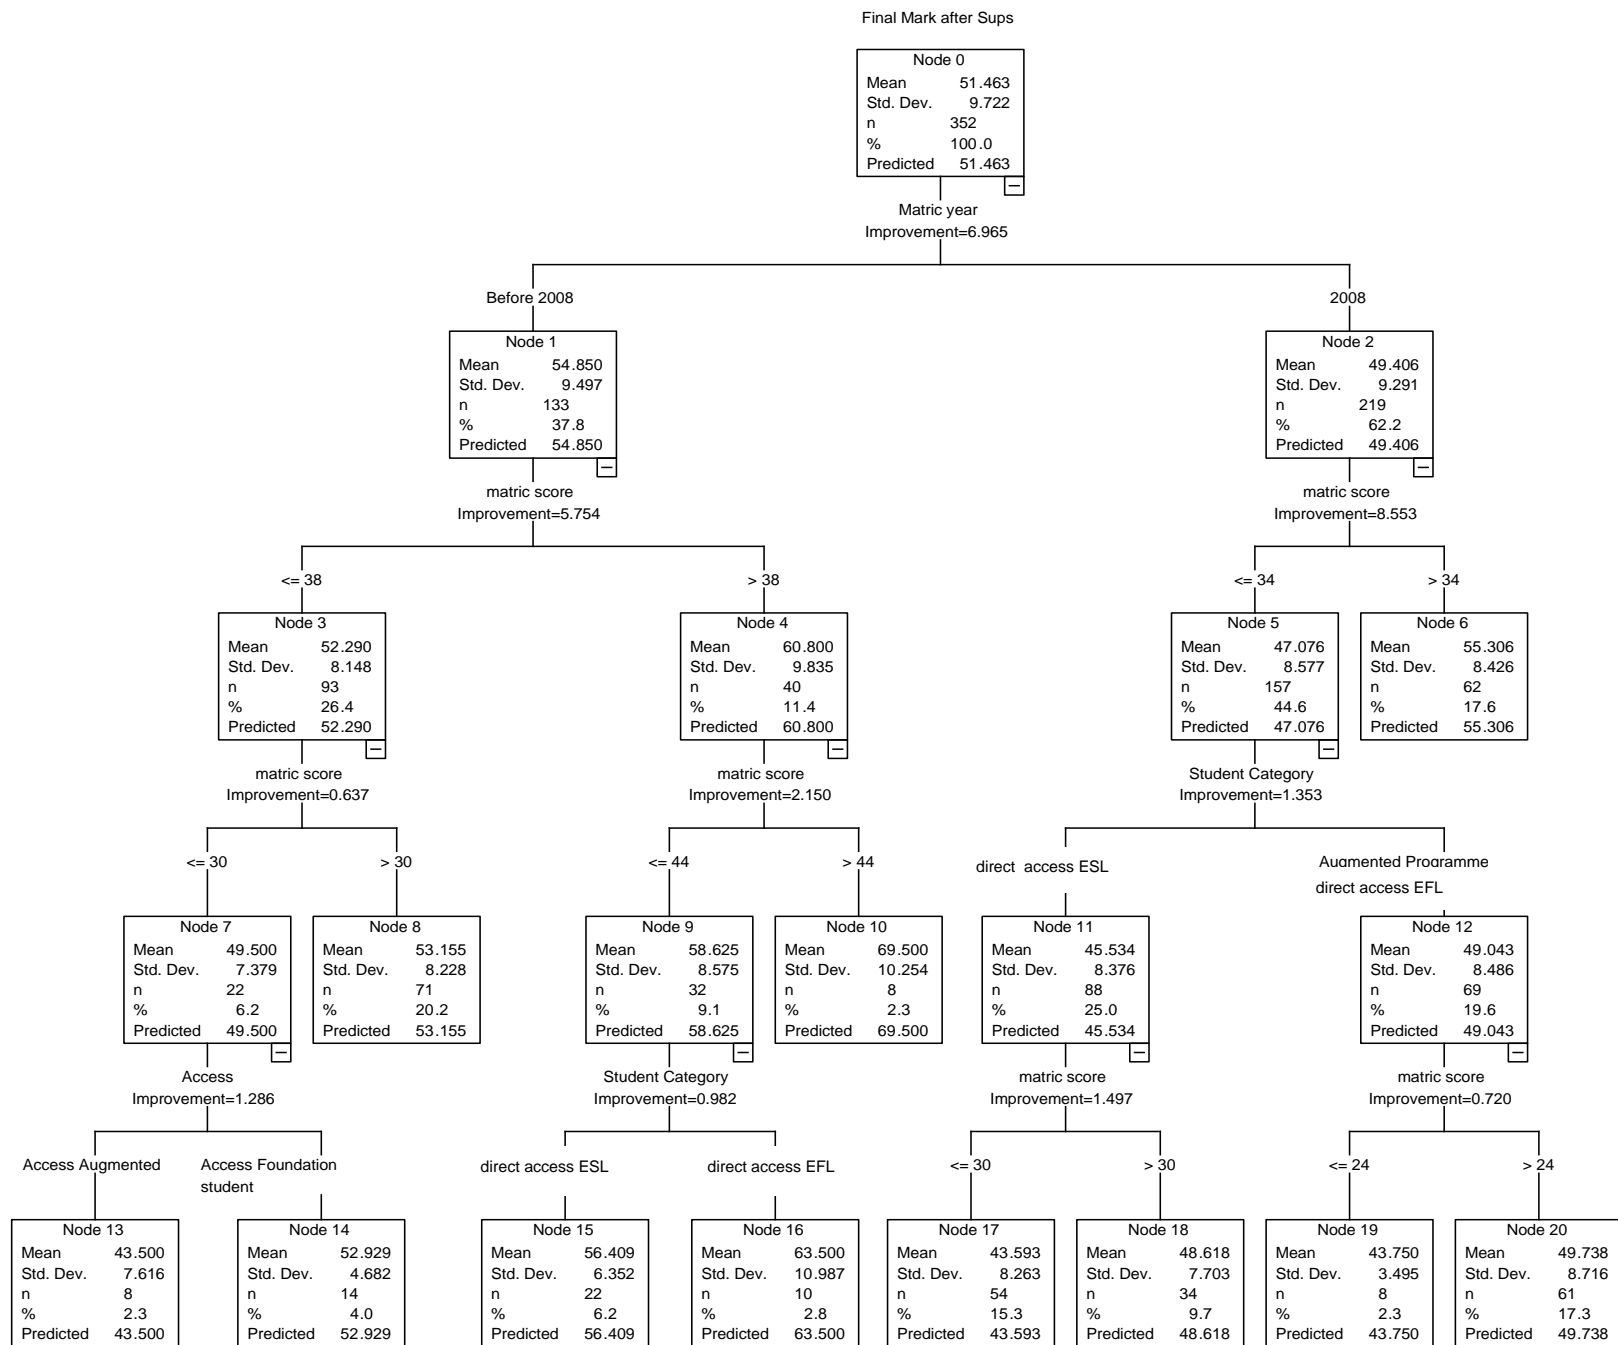 Final Mark after Sups
Node 0
Mean 51.463
Std. Dev. 9.722
n 352
% 100.0
Predicted 51.463
Matric year
Improvement=6.965
Before 2008
2008
Node 1
Mean 54.850
Std. Dev. 9.497
n 133
% 37.8
Predicted 54.850
Node 2
Mean 49.406
Std. Dev. 9.291
n 219
% 62.2
Predicted 49.406
matric score
Improvement=5.754
matric score
Improvement=8.553
<= 38
> 38
<= 34
> 34
Node 3
Mean 52.290
Std. Dev. 8.148
n 93
% 26.4
Predicted 52.290
Node 4
Mean 60.800
Std. Dev. 9.835
n 40
% 11.4
Predicted 60.800
Node 5
Mean 47.076
Std. Dev. 8.577
n 157
% 44.6
Predicted 47.076
Node 6
Mean 55.306
Std. Dev. 8.426
n 62
% 17.6
Predicted 55.306
matric score
Improvement=0.637
matric score
Improvement=2.150
Student Category
Improvement=1.353
<= 30
> 30
<= 44
> 44
direct access ESL
Augmented Programme
direct access EFL
Node 7
Mean 49.500
Std. Dev. 7.379
n 22
% 6.2
Predicted 49.500
Node 8
Mean 53.155
Std. Dev. 8.228
n 71
% 20.2
Predicted 53.155
Node 9
Mean 58.625
Std. Dev. 8.575
n 32
% 9.1
Predicted 58.625
Node 10
Mean 69.500
Std. Dev. 10.254
n 8
% 2.3
Predicted 69.500
Node 11
Mean 45.534
Std. Dev. 8.376
n 88
% 25.0
Predicted 45.534
Node 12
Mean 49.043
Std. Dev. 8.486
n 69
% 19.6
Predicted 49.043
Access
Improvement=1.286
Student Category
Improvement=0.982
matric score
Improvement=1.497
matric score
Improvement=0.720
Access Augmented
Access Foundation
student
direct access ESL
direct access EFL
<= 30
> 30
<= 24
> 24
Node 13
Mean 43.500
Std. Dev. 7.616
n 8
% 2.3
Predicted 43.500
Node 14
Mean 52.929
Std. Dev. 4.682
n 14
% 4.0
Predicted 52.929
Node 15
Mean 56.409
Std. Dev. 6.352
n 22
% 6.2
Predicted 56.409
Node 16
Mean 63.500
Std. Dev. 10.987
n 10
% 2.8
Predicted 63.500
Node 17
Mean 43.593
Std. Dev. 8.263
n 54
% 15.3
Predicted 43.593
Node 18
Mean 48.618
Std. Dev. 7.703
n 34
% 9.7
Predicted 48.618
Node 19
Mean 43.750
Std. Dev. 3.495
n 8
% 2.3
Predicted 43.750
Node 20
Mean 49.738
Std. Dev. 8.716
n 61
% 17.3
Predicted 49.738